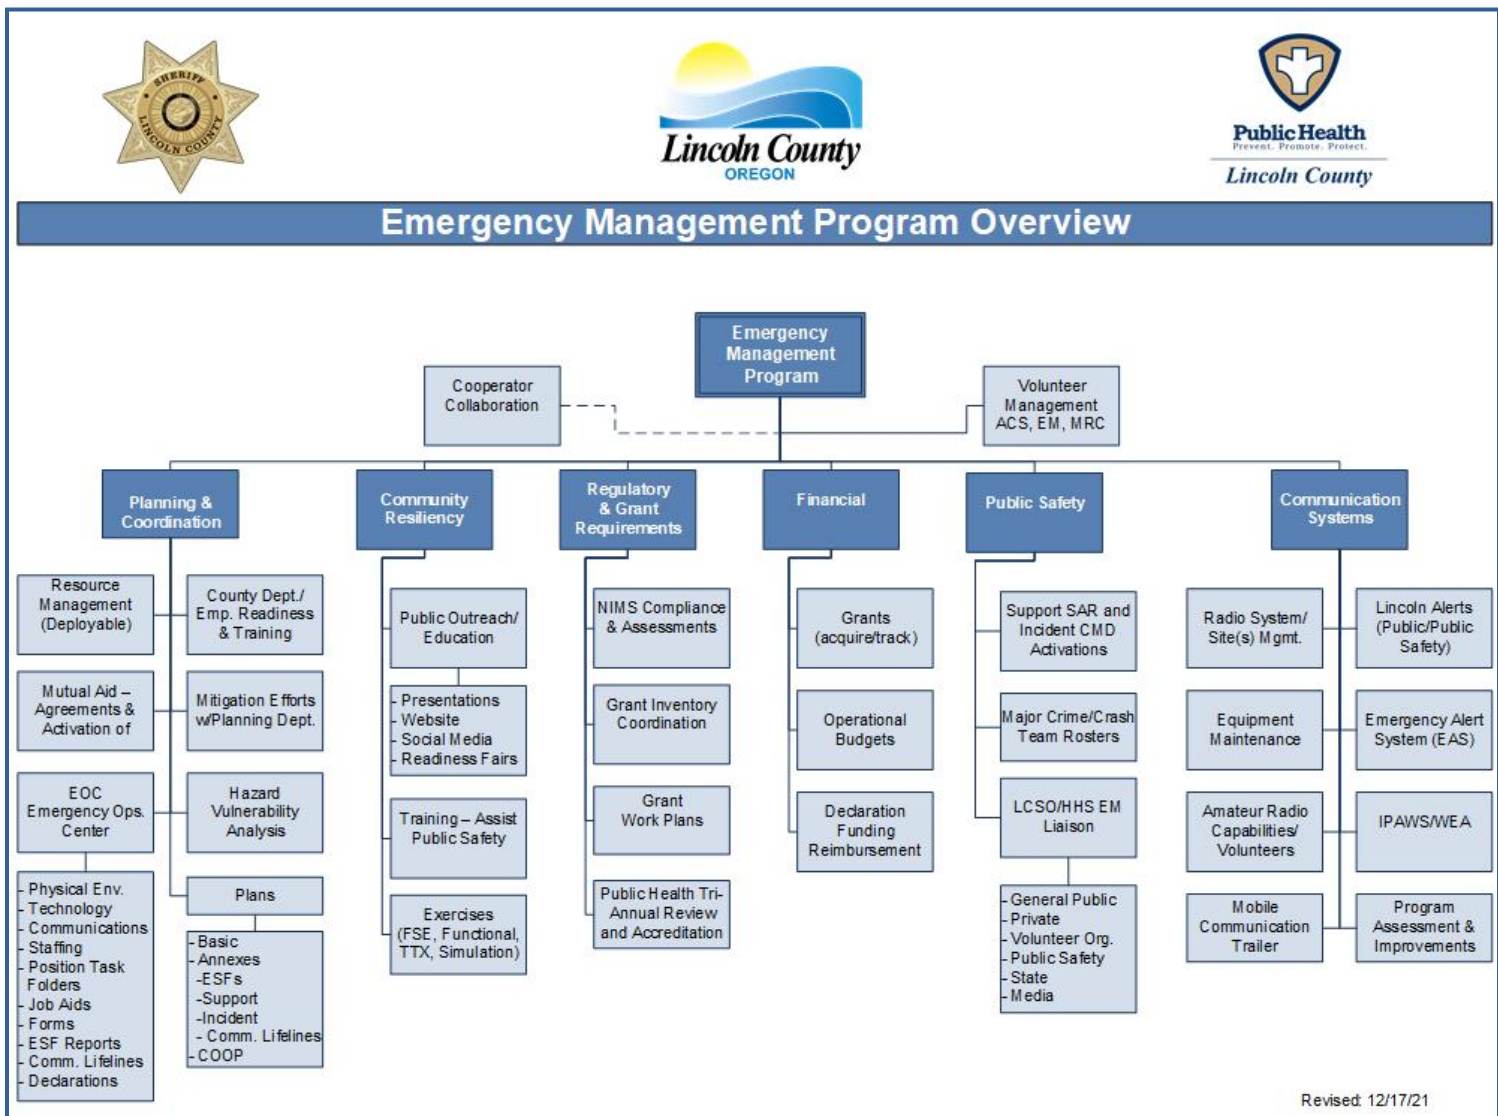 SHERIFF
LINCOLN COUNTY
Lincoln County
OREGON
Public Health
Prevent. Promote. Protect.
Lincoln County
Emergency Management Program Overview
Emergency
Management
Program
Cooperator
Collaboration
Volunteer
Management
ACS, EM, MRC
Planning &
Coordination
Community
Resiliency
Regulatory
& Grant
Requirements
Financial
Public Safety
Communication
Systems
Resource
Management
(Deployable)
County Dept./
Emp. Readiness
& Training
Mutual Aid –
Agreements &
Activation of
Mitigation Efforts
w/Planning Dept.
EOC
Emergency Ops.
Center
Hazard
Vulnerability
Analysis
- Physical Env.
- Technology
- Communications
- Staffing
- Position Task
Folders
- Job Aids
- Forms
- ESF Reports
- Comm. Lifelines
- Declarations
Plans
- Basic
- Annexes
-ESFs
-Support
-Incident
- Comm. Lifelines
- COOP
Public Outreach/
Education
- Presentations
- Website
- Social Media
- Readiness Fairs
Training – Assist
Public Safety
Exercises
(FSE, Functional,
TTX, Simulation)
NIMS Compliance
& Assessments
Grant Inventory
Coordination
Grant
Work Plans
Public Health Tri-
Annual Review
and Accreditation
Grants
(acquire/track)
Operational
Budgets
Declaration
Funding
Reimbursement
Support SAR and
Incident CMD
Activations
Major Crime/Crash
Team Rosters
LCSO/HHS EM
Liaison
- General Public
- Private
- Volunteer Org.
- Public Safety
- State
- Media
Radio System/
Site(s) Mgmt.
Lincoln Alerts
(Public/Public
Safety)
Equipment
Maintenance
Emergency Alert
System (EAS)
Amateur Radio
Capabilities/
Volunteers
IPAWS/WEA
Mobile
Communication
Trailer
Program
Assessment &
Improvements
Revised: 12/17/21